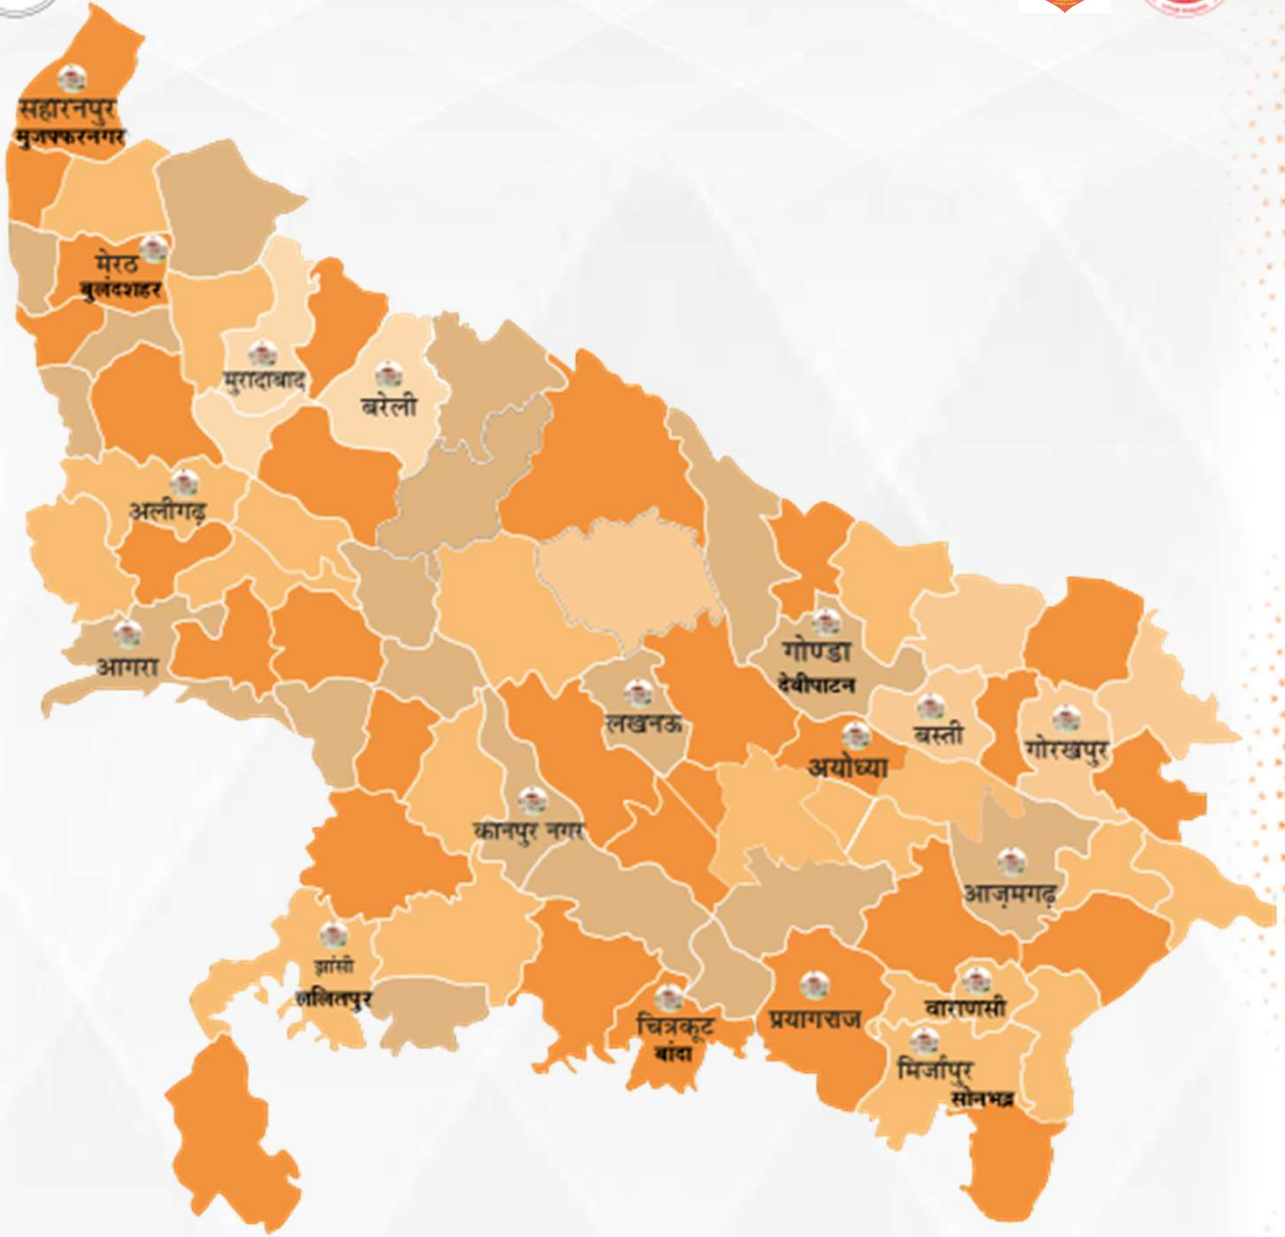 सहारनपुर
मुजफ्फरनगर
मेरठ
बुलंदशहर
मुरादाबाद
बरेली
अलीगढ़
आगरा
गोण्डा
देवीपाटन
लखनऊ
बस्ती
गोरखपुर
अयोध्या
कानपुर नगर
आज़मगढ़
झांसी
ललितपुर
चित्रकूट
बांदा
प्रयागराज
वाराणसी
मिर्जापुर
सोनभद्र